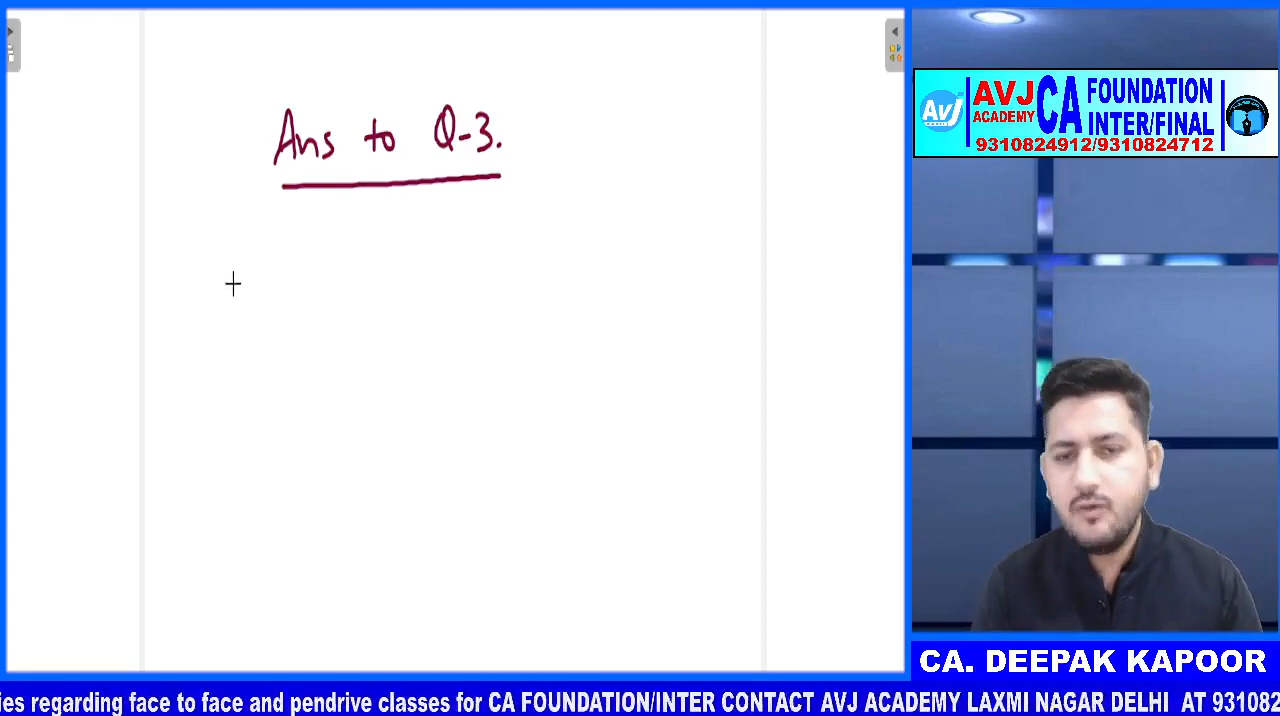 Ans to Q-3.
AVJ
ACADEMY
CA
FOUNDATION
INTER/FINAL
9310824912/9310824712
CA. DEEPAK KAPOOR
ies regarding face to face and pendrive classes for CA FOUNDATION/INTER CONTACT AVJ ACADEMY LAXMI NAGAR DELHI AT 931082